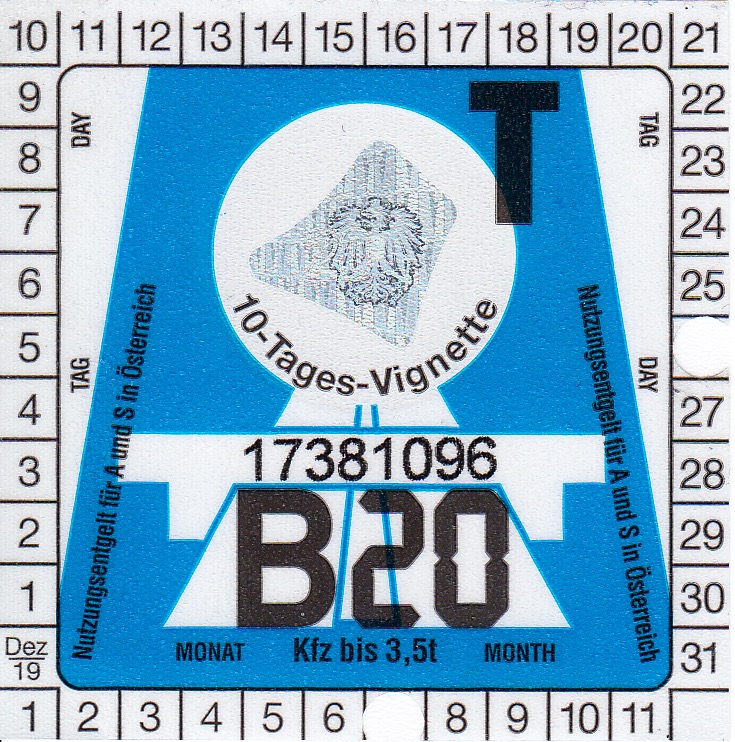 10 11 12 13 14 15 16 17 18 19 20 21
9 22
8 23
7 24
6 25
5
4 27
3 28
2 29
1 30
Dez
19 31
1 2 3 4 5 6 8 9 10 11
DAY
TAG
T
TAG
DAY
10-Tages-Vignette
Nutzungsentgelt für A und S in Österreich
Nutzungsentgelt für A und S in Österreich
17381096
B20
MONAT Kfz bis 3,5t MONTH